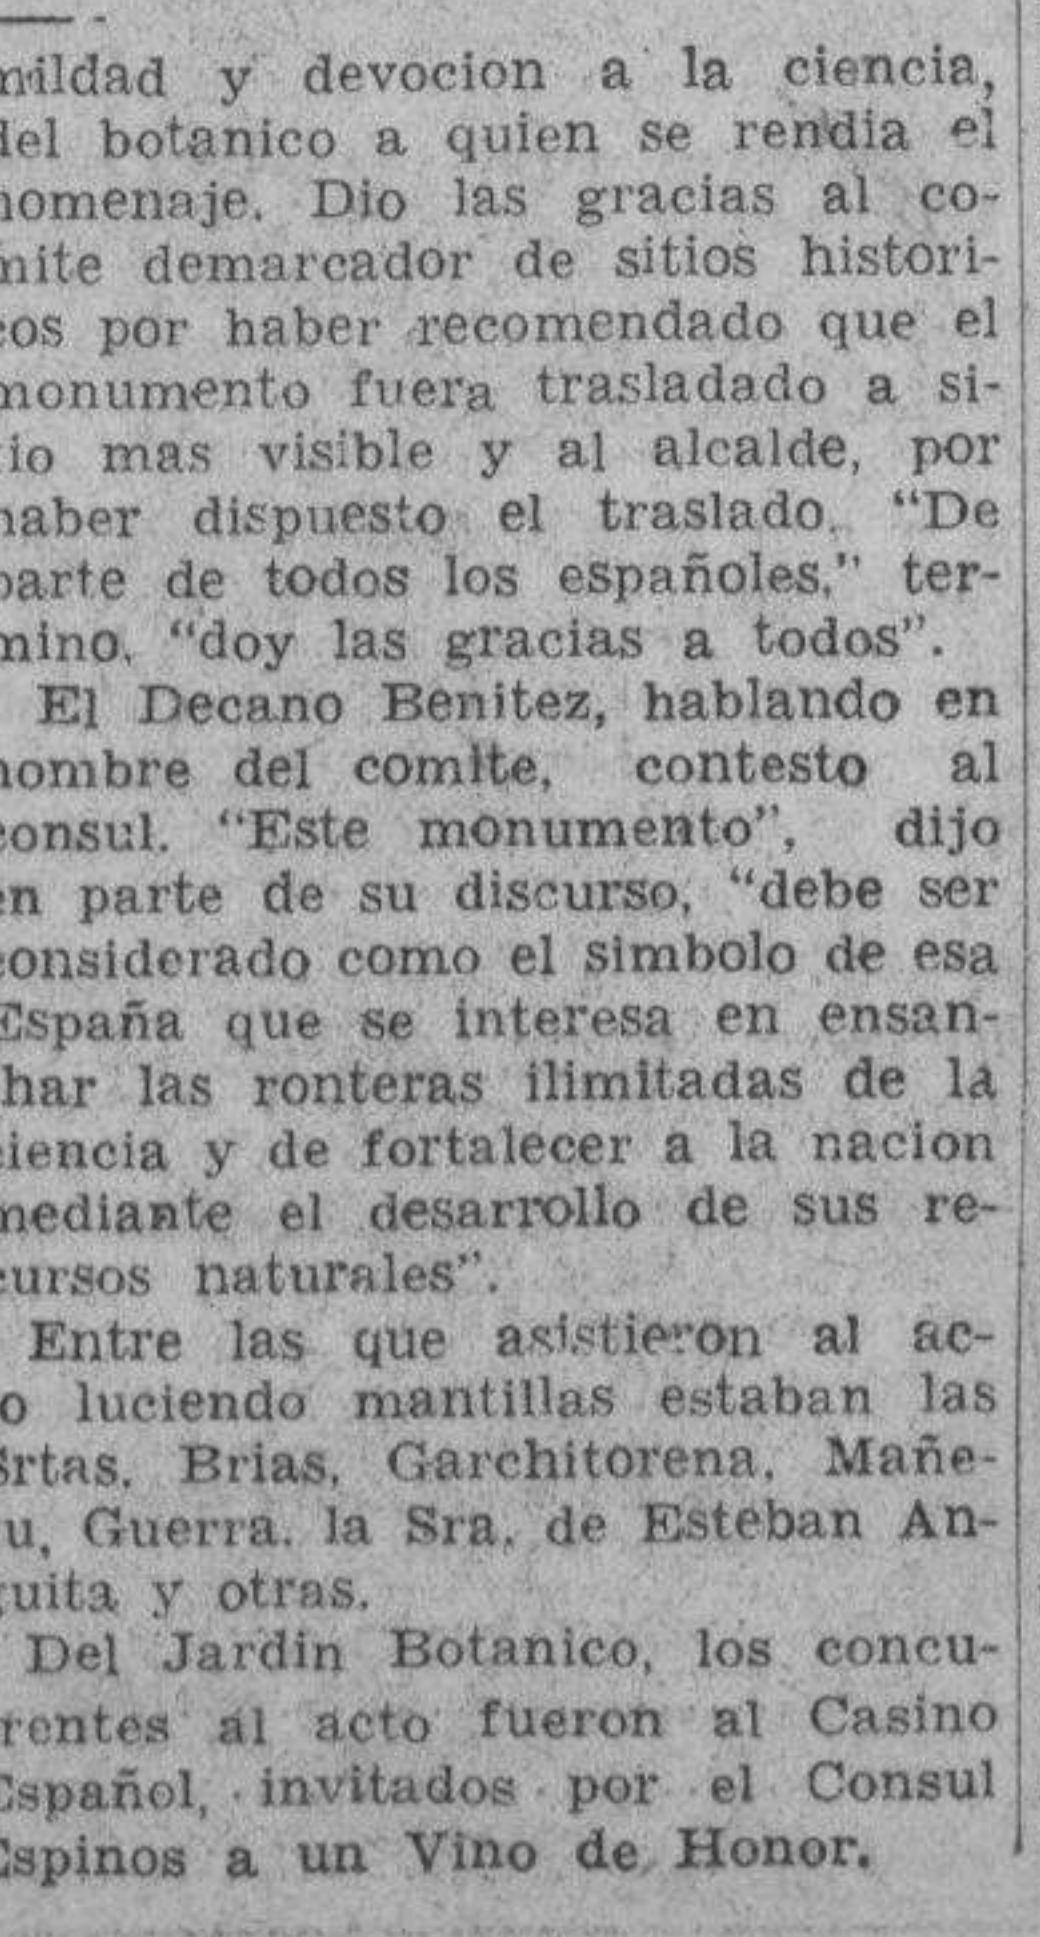 mildad y devocion a la ciencia,
del botanico a quien se rendia el
homenaje. Dio las gracias al co-
mite demarcador de sitios histori-
cos por haber recomendado que el
monumento fuera trasladado a si-
tio mas visible y al alcalde, por
haber dispuesto el traslado. “De
parte de todos los españoles,” ter-
mino, “doy las gracias a todos”.
El Decano Benitez, hablando en
nombre del comite, contesto al
consul. “Este monumento”, dijo
en parte de su discurso, “debe ser
considerado como el simbolo de esa
España que se interesa en ensan-
char las ronteras ilimitadas de la
ciencia y de fortalecer a la nacion
mediante el desarrollo de sus re-
cursos naturales”.
Entre las que asistieron al ac-
to luciendo mantillas estaban las
Srtas. Brias, Garchitorena, Mañe-
ru, Guerra, la Sra. de Esteban An-
guita y otras.
Del Jardin Botanico, los concu-
rrentes al acto fueron al Casino
Español, invitados por el Consul
Espinos a un Vino de Honor.